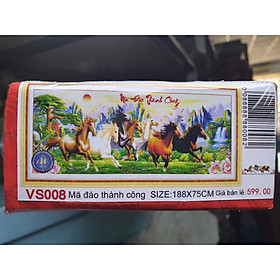 Mã Đáo Thành Công
VS008 Mã đáo thành công SIZE:188X75CM Giá bán lẻ:599.00